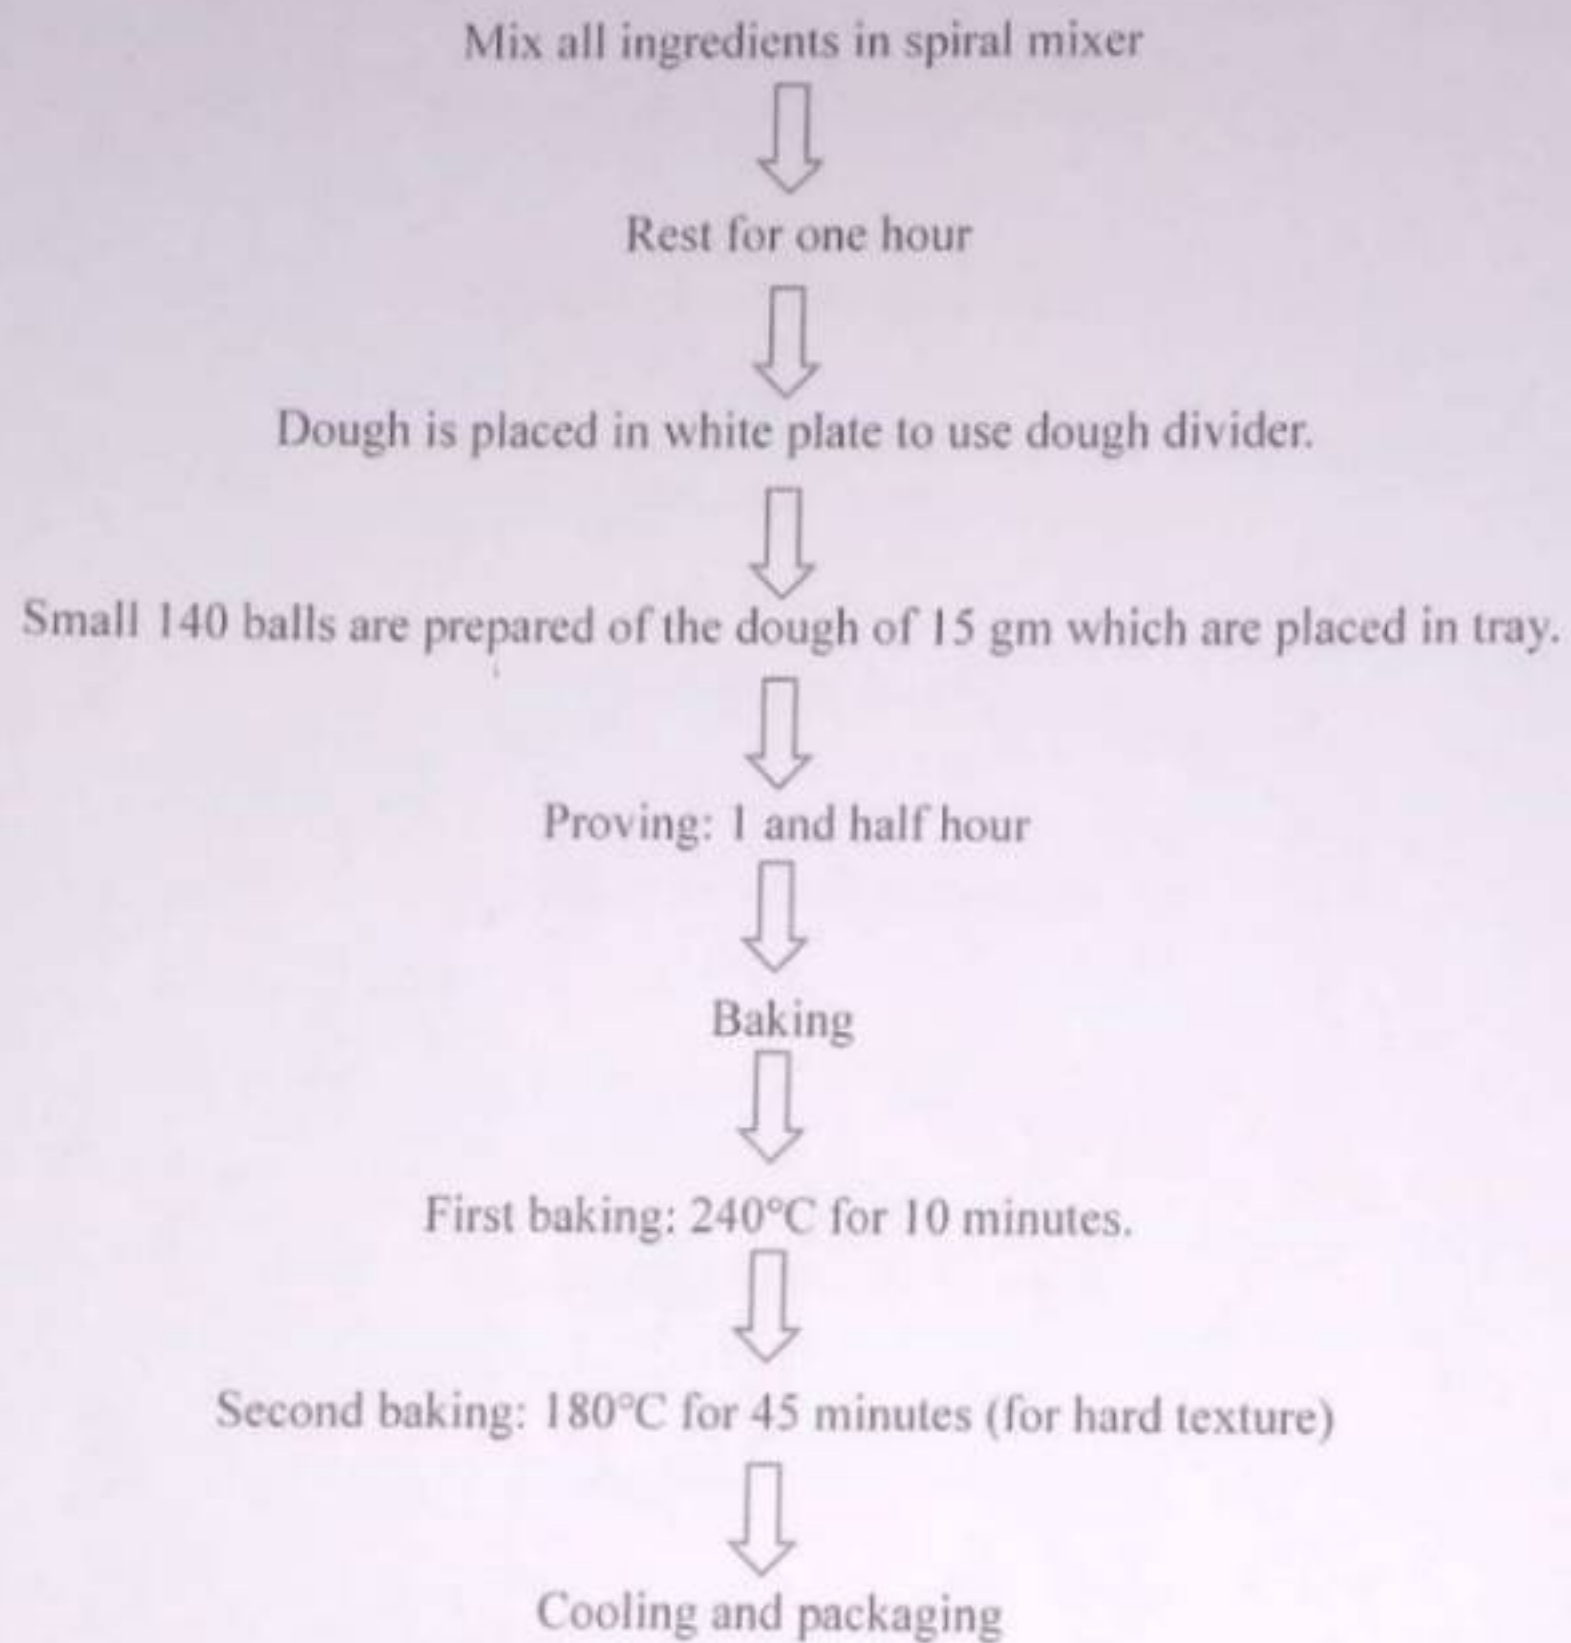 Mix all ingredients in spiral mixer
Rest for one hour
Dough is placed in white plate to use dough divider.
Small 140 balls are prepared of the dough of 15 gm which are placed in tray.
Proving: 1 and half hour
Baking
First baking: 240°C for 10 minutes.
Second baking: 180°C for 45 minutes (for hard texture)
Cooling and packaging